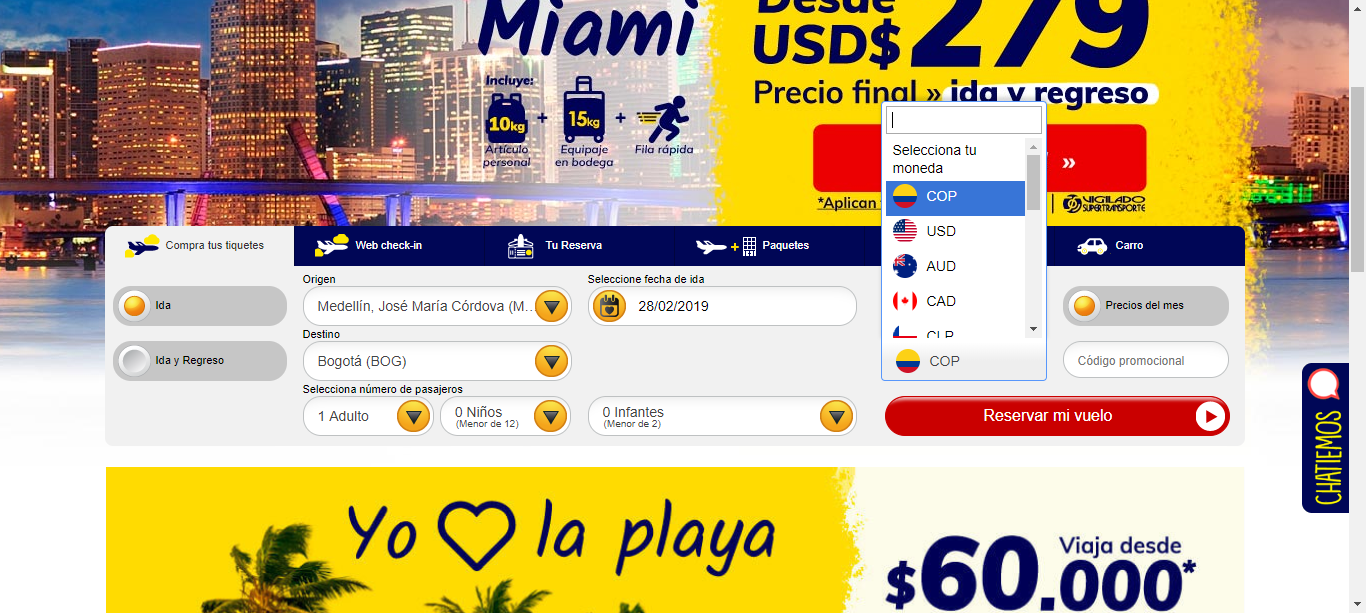 Miami
Desde
USD$ 279
Precio final » ida y regreso
Incluye:
10kg + 15kg +
Artículo personal
Equipaje en bodega
Fila rápida
»
*Aplican
VIGILADO
SUPERTRANSPORTE
Selecciona tu
moneda
COP
USD
AUD
CAD
CLP
COP
Compra tus tiquetes
Web check-in
Tu Reserva
Paquetes
Carro
Ida
Ida y Regreso
Origen
Medellín, José María Córdova (M...
Destino
Bogotá (BOG)
Selecciona número de pasajeros
1 Adulto
0 Niños
(Menor de 12)
0 Infantes
(Menor de 2)
Seleccione fecha de ida
28/02/2019
Precios del mes
Código promocional
Reservar mi vuelo
CHATIEMOS
Yo la playa
Viaja desde
$60.000*